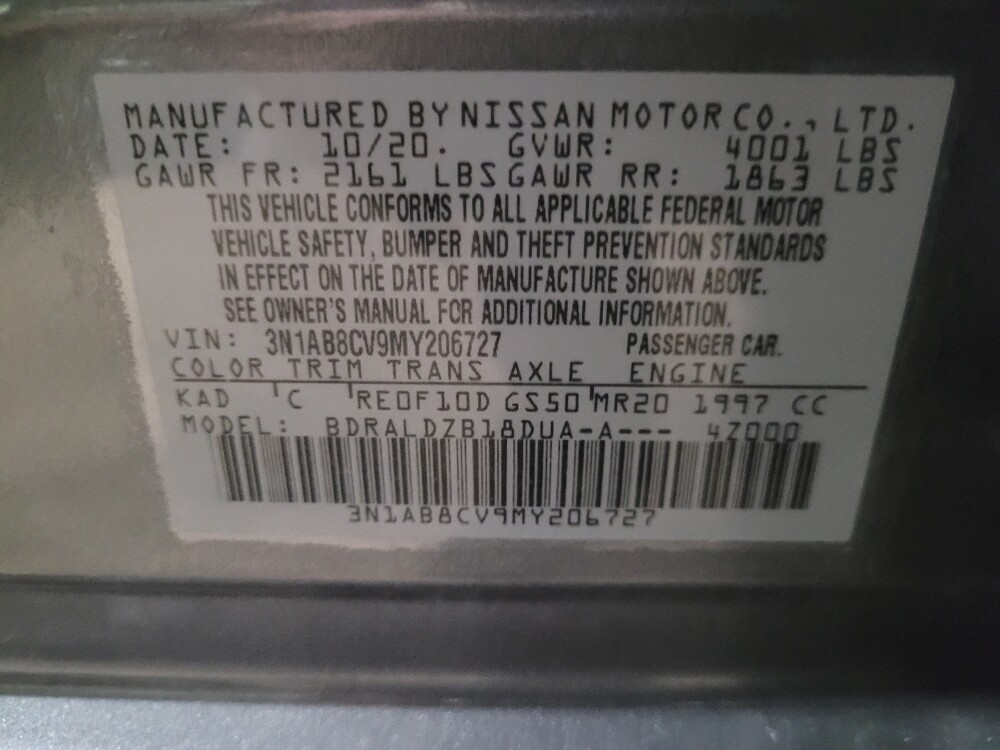 MANUFACTURED BY NISSAN MOTOR CO., LTD.
DATE: 10/20. GVWR: 4001 LBS
GAWR FR: 2161 LBS GAWR RR: 1863 LBS
THIS VEHICLE CONFORMS TO ALL APPLICABLE FEDERAL MOTOR
VEHICLE SAFETY, BUMPER AND THEFT PREVENTION STANDARDS
IN EFFECT ON THE DATE OF MANUFACTURE SHOWN ABOVE.
SEE OWNER'S MANUAL FOR ADDITIONAL INFORMATION.
VIN: 3N1AB8CV9MY206727 PASSENGER CAR.
COLOR TRIM TRANS AXLE ENGINE
KAD C RE0F10D GS50 MR20 1997 CC
MODEL: BDRALDZB18DUA-A--- 4Z000
3N1AB8CV9MY206727